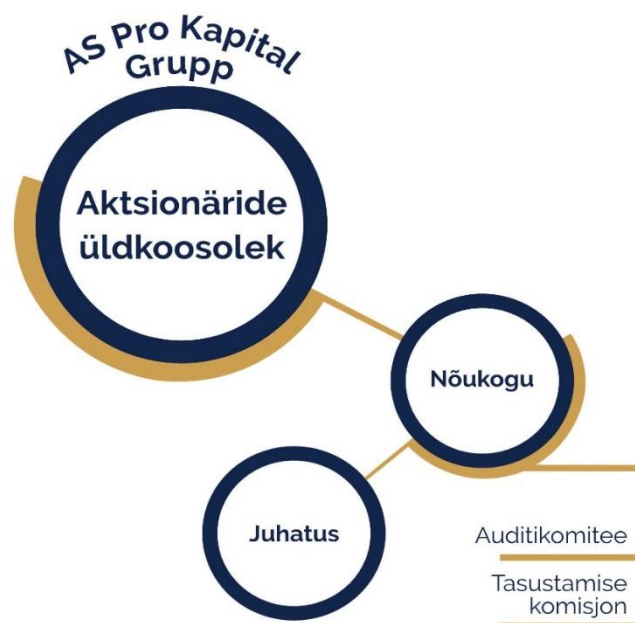 AS Pro Kapital
Grupp
Aktsionäride
üldkoosolek
Nõukogu
Juhatus
Auditikomitee
Tasustamise
komisjon